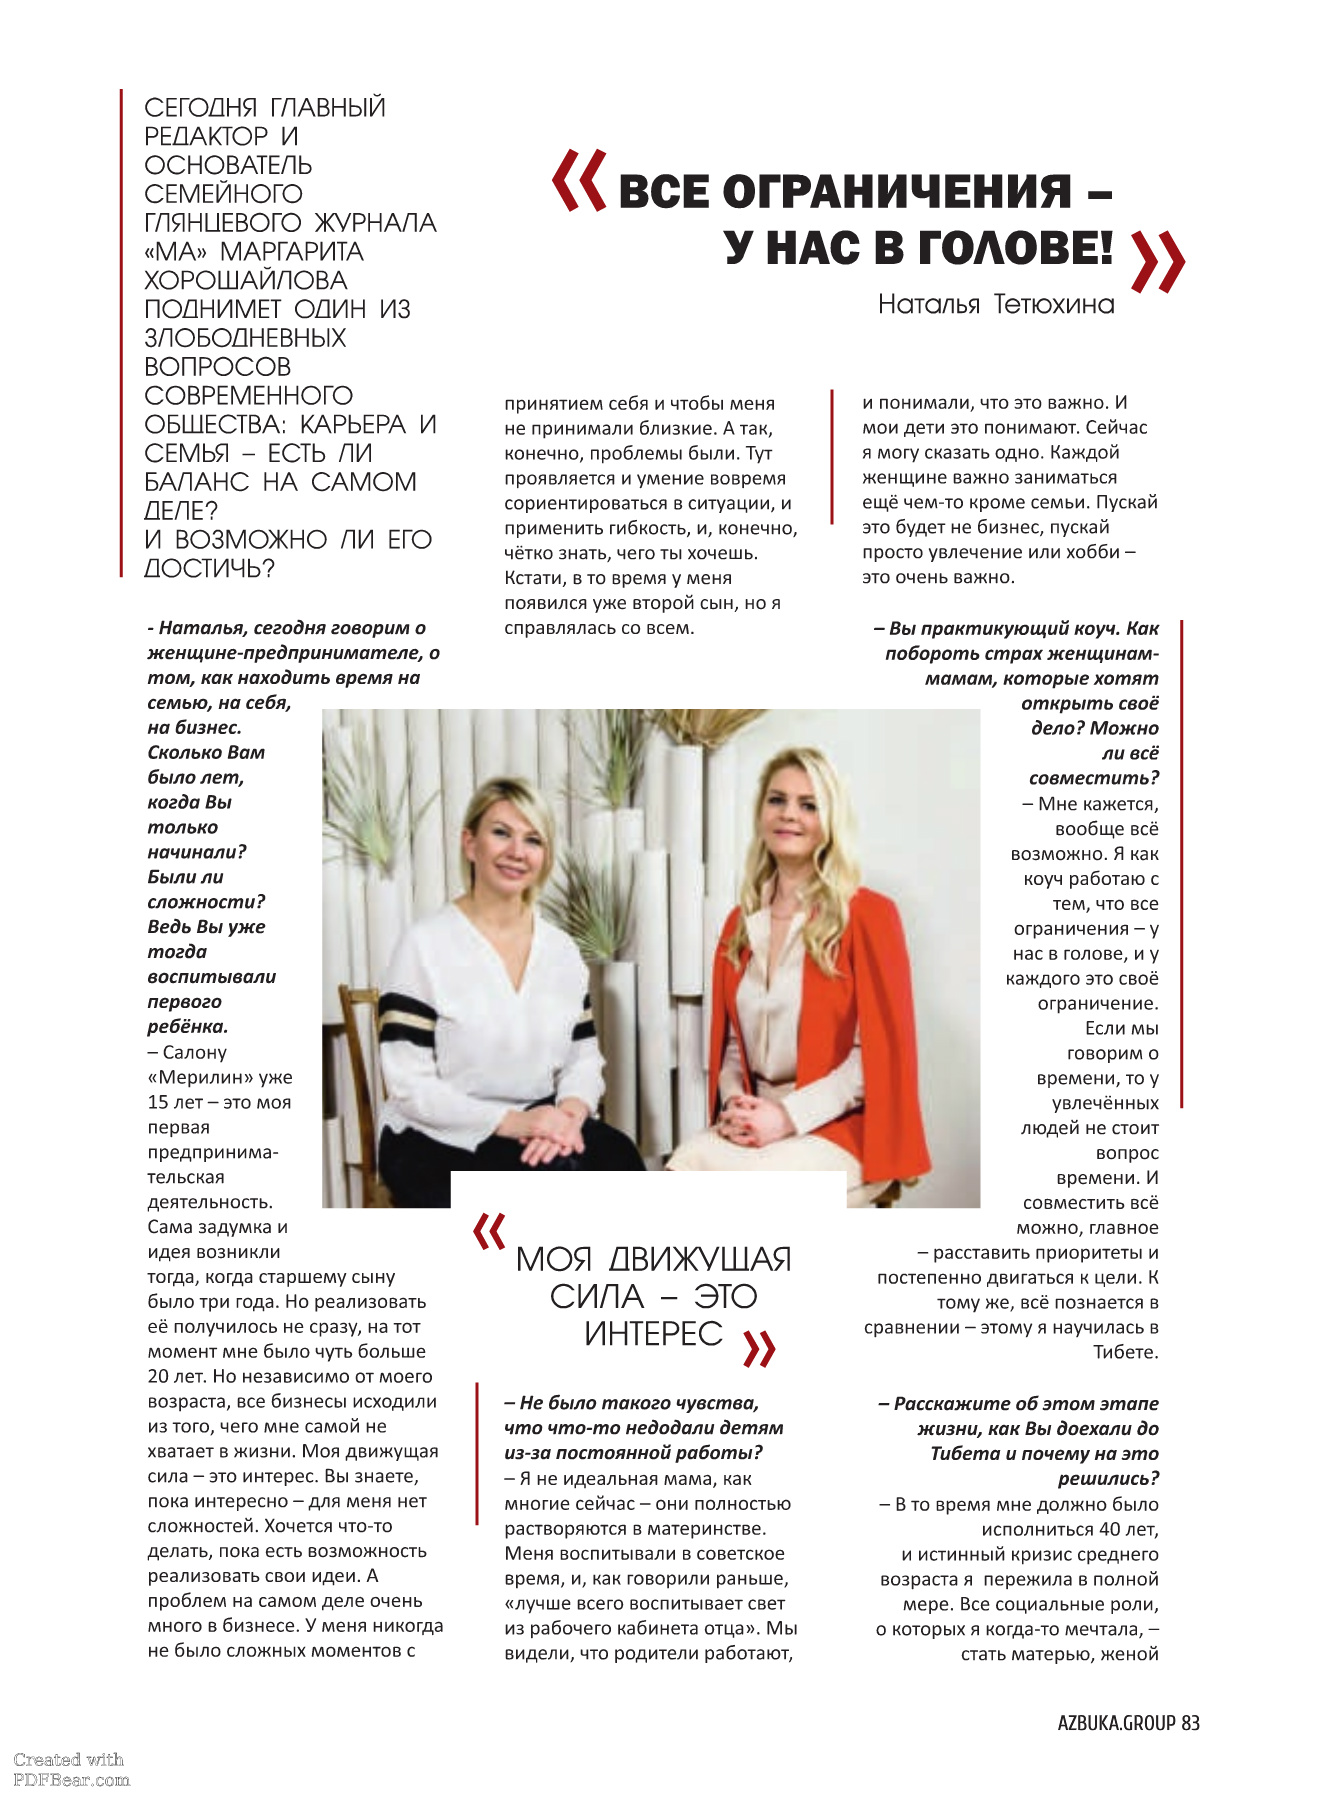 СЕГОДНЯ ГЛАВНЫЙ
РЕДАКТОР И
ОСНОВАТЕЛЬ
СЕМЕЙНОГО
ГЛЯНЦЕВОГО ЖУРНАЛА
«МА» МАРГАРИТА
ХОРОШАЙЛОВА
ПОДНИМЕТ ОДИН ИЗ
ЗЛОБОДНЕВНЫХ
ВОПРОСОВ
СОВРЕМЕННОГО
ОБЩЕСТВА: КАРЬЕРА И
СЕМЬЯ – ЕСТЬ ЛИ
БАЛАНС НА САМОМ
ДЕЛЕ?
И ВОЗМОЖНО ЛИ ЕГО
ДОСТИЧЬ?
«ВСЕ ОГРАНИЧЕНИЯ –
У НАС В ГОЛОВЕ!»
Наталья Тетюхина
- Наталья, сегодня говорим о
женщине-предпринимателе, о
том, как находить время на
семью, на себя,
на бизнес.
Сколько Вам
было лет,
когда Вы
только
начинали?
Были ли
сложности?
Ведь Вы уже
тогда
воспитывали
первого
ребёнка.
– Салону
«Мерилин» уже
15 лет – это моя
первая
предпринима-
тельская
деятельность.
Сама задумка и
идея возникли
тогда, когда старшему сыну
было три года. Но реализовать
её получилось не сразу, на тот
момент мне было чуть больше
20 лет. Но независимо от моего
возраста, все бизнесы исходили
из того, чего мне самой не
хватает в жизни. Моя движущая
сила – это интерес. Вы знаете,
пока интересно – для меня нет
сложностей. Хочется что-то
делать, пока есть возможность
реализовать свои идеи. А
проблем на самом деле очень
много в бизнесе. У меня никогда
не было сложных моментов с
принятием себя и чтобы меня
не принимали близкие. А так,
конечно, проблемы были. Тут
проявляется и умение вовремя
сориентироваться в ситуации, и
применить гибкость, и, конечно,
чётко знать, чего ты хочешь.
Кстати, в то время у меня
появился уже второй сын, но я
справлялась со всем.
«МОЯ ДВИЖУЩАЯ
СИЛА – ЭТО
ИНТЕРЕС»
– Не было такого чувства,
что что-то недодали детям
из-за постоянной работы?
– Я не идеальная мама, как
многие сейчас – они полностью
растворяются в материнстве.
Меня воспитывали в советское
время, и, как говорили раньше,
«лучше всего воспитывает свет
из рабочего кабинета отца». Мы
видели, что родители работают,
и понимали, что это важно. И
мои дети это понимают. Сейчас
я могу сказать одно. Каждой
женщине важно заниматься
ещё чем-то кроме семьи. Пускай
это будет не бизнес, пускай
просто увлечение или хобби –
это очень важно.
– Вы практикующий коуч. Как
побороть страх женщинам-
мамам, которые хотят
открыть своё
дело? Можно
ли всё
совместить?
– Мне кажется,
вообще всё
возможно. Я как
коуч работаю с
тем, что все
ограничения – у
нас в голове, и у
каждого это своё
ограничение.
Если мы
говорим о
времени, то у
увлечённых
людей не стоит
вопрос
времени. И
совместить всё
можно, главное
– расставить приоритеты и
постепенно двигаться к цели. К
тому же, всё познается в
сравнении – этому я научилась в
Тибете.
– Расскажите об этом этапе
жизни, как Вы доехали до
Тибета и почему на это
решились?
– В то время мне должно было
исполниться 40 лет,
и истинный кризис среднего
возраста я пережила в полной
мере. Все социальные роли,
о которых я когда-то мечтала, –
стать матерью, женой
AZBUKA.GROUP 83
Created with
PDFBear.com